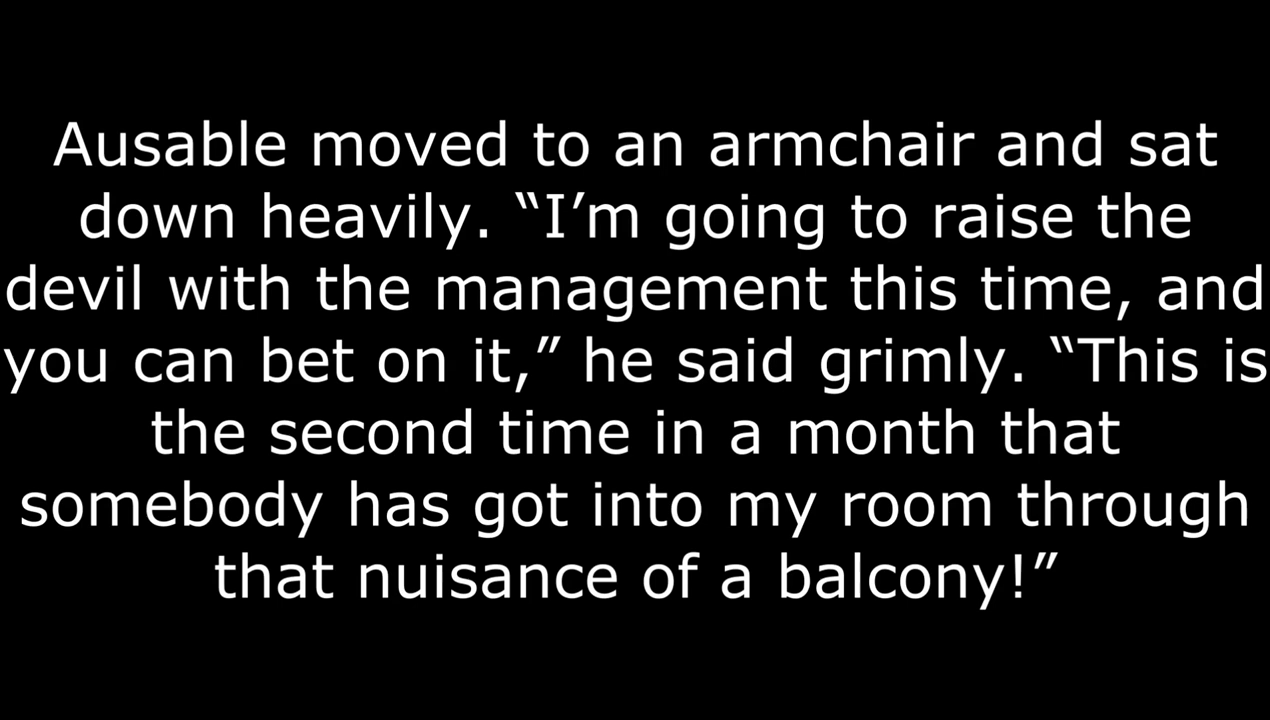 Ausable moved to an armchair and sat
down heavily. “I’m going to raise the
devil with the management this time, and
you can bet on it,” he said grimly. “This is
the second time in a month that
somebody has got into my room through
that nuisance of a balcony!”